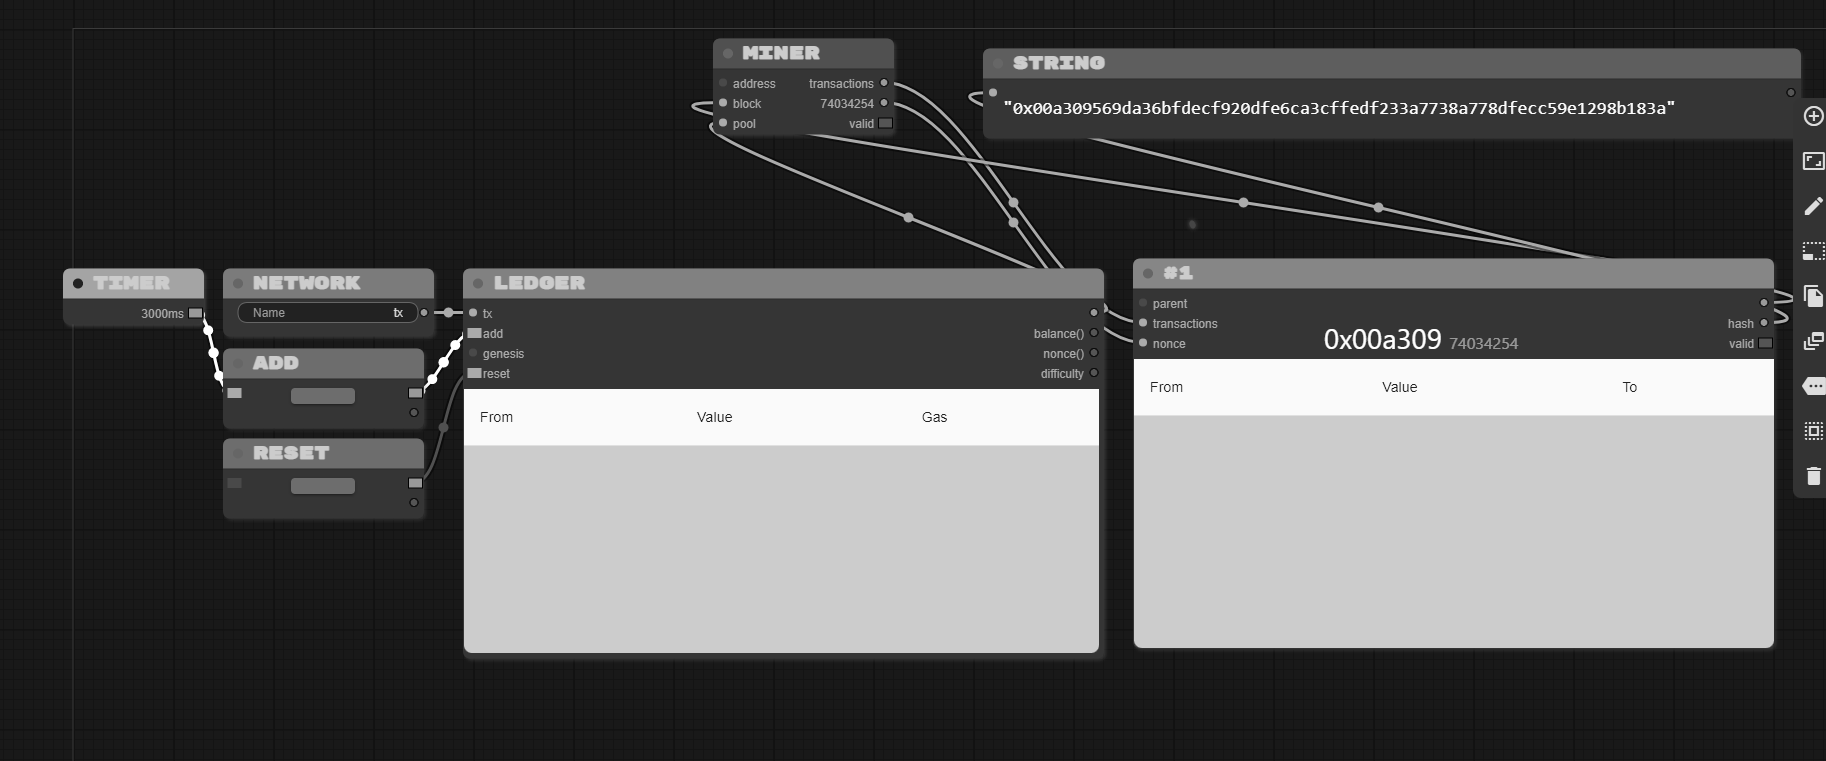 MINER
address transactions
block 74034254
pool valid
STRING
"0x00a309569da36bfdecf920dfe6ca3cffedf233a7738a778dfecc59e1298b183a"
TIMER
3000ms
NETWORK
Name tx
ADD
RESET
LEDGER
tx
add balance()
genesis nonce()
reset difficulty
From Value Gas
#1
parent
transactions hash
nonce 0x00a309 74034254 valid
From Value To